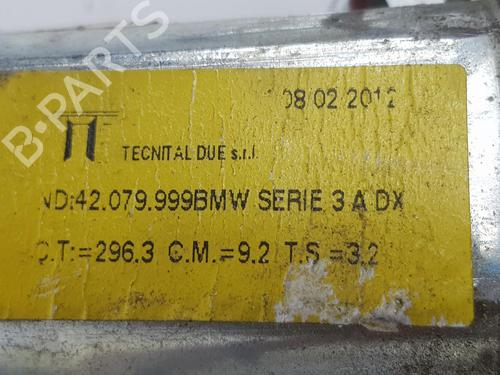 08 02 2012
TECNITAL DUE s.r.l.
ND:42.079.999BMW SERIE 3 A DX
C.T:=296.3 C.M.=9.2 T.S.=3.2
B-PARTS